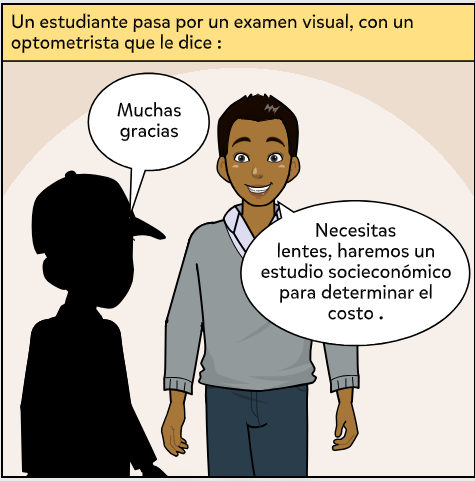 Un estudiante pasa por un examen visual, con un
optometrista que le dice :
Muchas
gracias
Necesitas
lentes, haremos un
estudio socieconómico
para determinar el
costo .